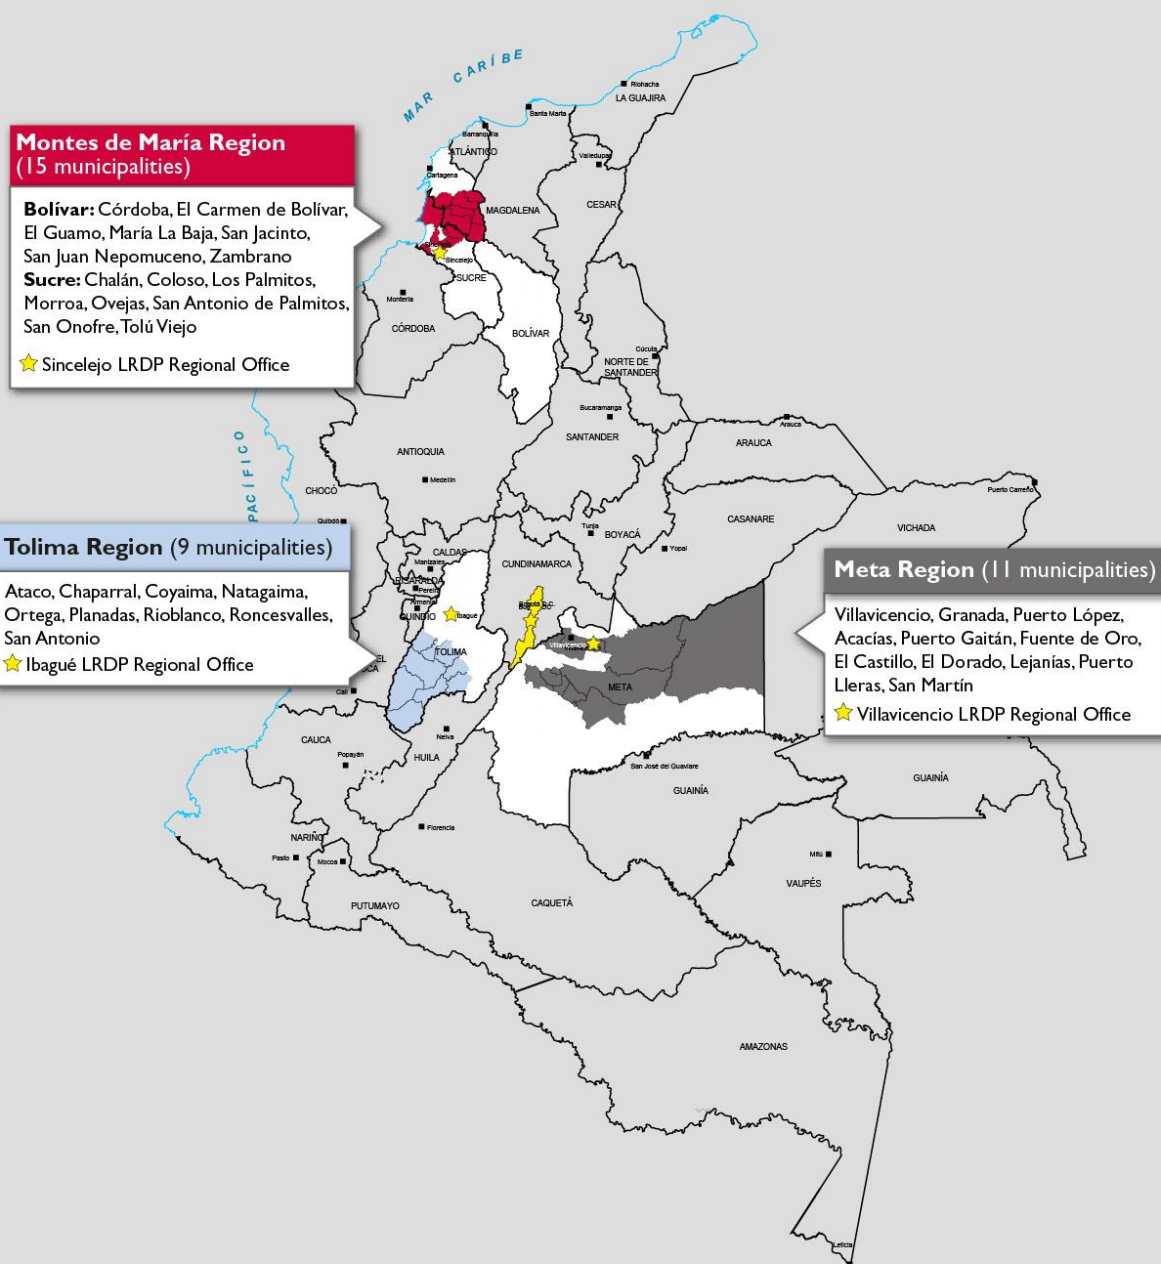 MAR CARÍBE
Riohacha
LA GUAJIRA
Santa Marta
Barranquilla
ATLÁNTICO
Valledupar
Cartagena
MAGDALENA
CESAR
Montes de María Region
(15 municipalities)
Bolívar: Córdoba, El Carmen de Bolívar,
El Guamo, María La Baja, San Jacinto,
San Juan Nepomuceno, Zambrano
Sucre: Chalán, Coloso, Los Palmitos,
Morroa, Ovejas, San Antonio de Palmitos,
San Onofre, Tolú Viejo
Sincelejo LRDP Regional Office
Sincelejo
SUCRE
Montería
CÓRDOBA
BOLÍVAR
Cúcuta
NORTE DE
SANTANDER
Bucaramanga
SANTANDER
Arauca
ARAUCA
ANTIOQUIA
Medellín
PACÍFICO
CHOCÓ
Quibdó
Puerto Carreño
CASANARE
VICHADA
Tunja
BOYACÁ
Yopal
CALDAS
Manizales
CUNDINAMARCA
RISARALDA
Pereira
Armenia
QUINDÍO
Ibagué
Bogotá D.C.
Tolima Region (9 municipalities)
Ataco, Chaparral, Coyaima, Natagaima,
Ortega, Planadas, Rioblanco, Roncesvalles,
San Antonio
Ibagué LRDP Regional Office
TOLIMA
Villavicencio
META
Meta Region (11 municipalities)
Villavicencio, Granada, Puerto López,
Acacías, Puerto Gaitán, Fuente de Oro,
El Castillo, El Dorado, Lejanías, Puerto
Lleras, San Martín
Villavicencio LRDP Regional Office
Cali
CAUCA
Popayán
Neiva
HUILA
San José del Guaviare
GUAINÍA
GUAINÍA
Florencia
NARIÑO
Pasto
Mocoa
PUTUMAYO
CAQUETÁ
Mitú
VAUPÉS
AMAZONAS
Leticia